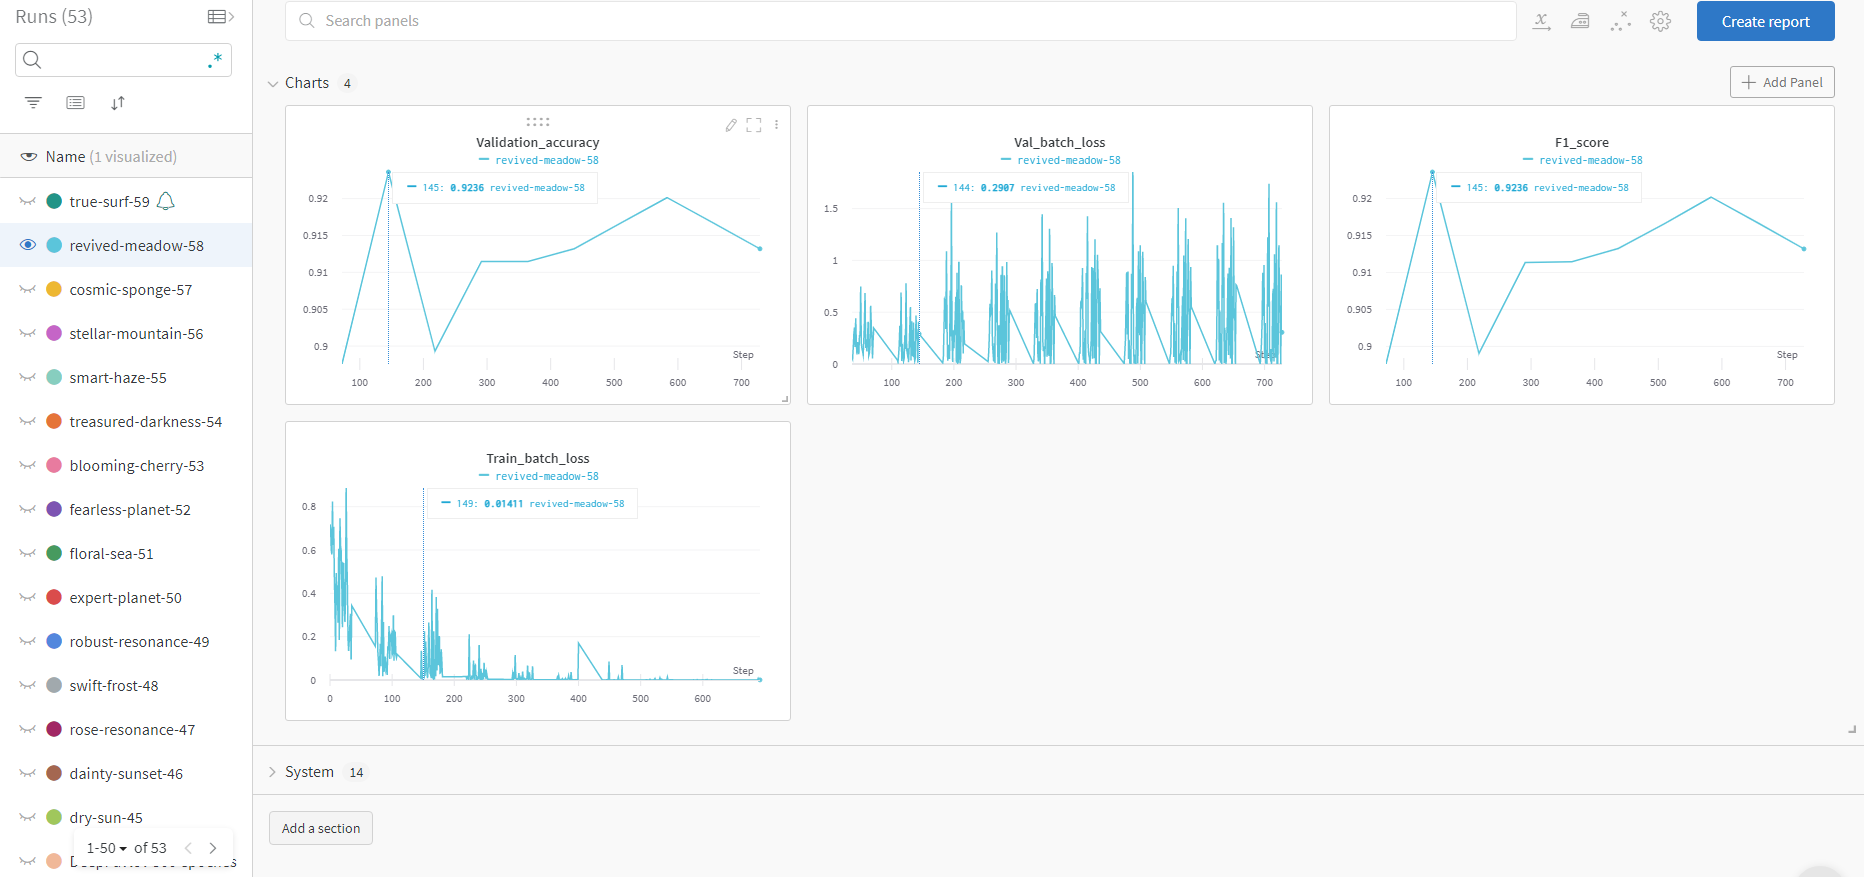 Runs (53)
Search panels
Create report
.*
Charts 4
Add Panel
Name (1 visualized)
true-surf-59
revived-meadow-58
cosmic-sponge-57
stellar-mountain-56
smart-haze-55
treasured-darkness-54
blooming-cherry-53
fearless-planet-52
floral-sea-51
expert-planet-50
robust-resonance-49
swift-frost-48
rose-resonance-47
dainty-sunset-46
dry-sun-45
1-50 of 53
Validation_accuracy
revived-meadow-58
145: 0.9236 revived-meadow-58
0.92
0.915
0.91
0.905
0.9
Step
100 200 300 400 500 600 700
Val_batch_loss
revived-meadow-58
144: 0.2907 revived-meadow-58
1.5
1
0.5
0
100 200 300 400 500 600 700
F1_score
revived-meadow-58
145: 0.9236 revived-meadow-58
0.92
0.915
0.91
0.905
0.9
Step
100 200 300 400 500 600 700
Train_batch_loss
revived-meadow-58
149: 0.01411 revived-meadow-58
0.8
0.6
0.4
0.2
0
Step
0 100 200 300 400 500 600
System 14
Add a section